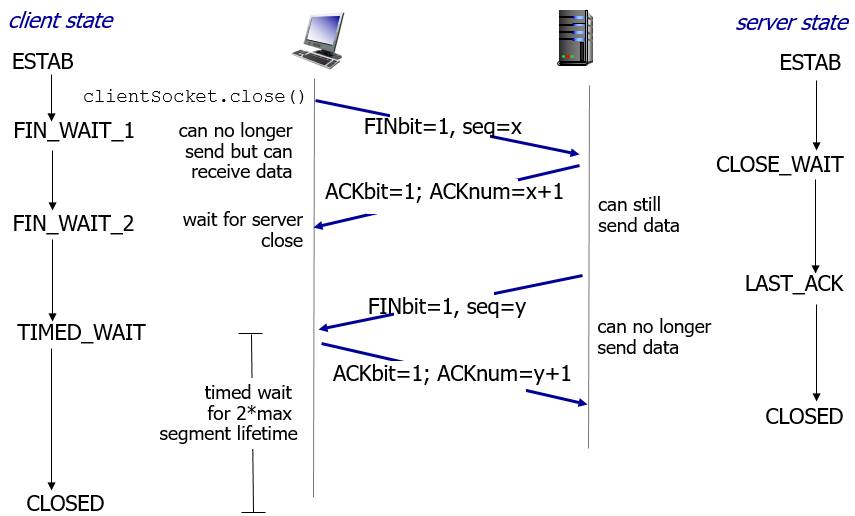 client state
server state
ESTAB
ESTAB
clientSocket.close()
FIN_WAIT_1
can no longer
send but can
receive data
FINbit=1, seq=x
CLOSE_WAIT
ACKbit=1; ACKnum=x+1
FIN_WAIT_2
wait for server
close
can still
send data
LAST_ACK
FINbit=1, seq=y
TIMED_WAIT
can no longer
send data
ACKbit=1; ACKnum=y+1
timed wait
for 2*max
segment lifetime
CLOSED
CLOSED